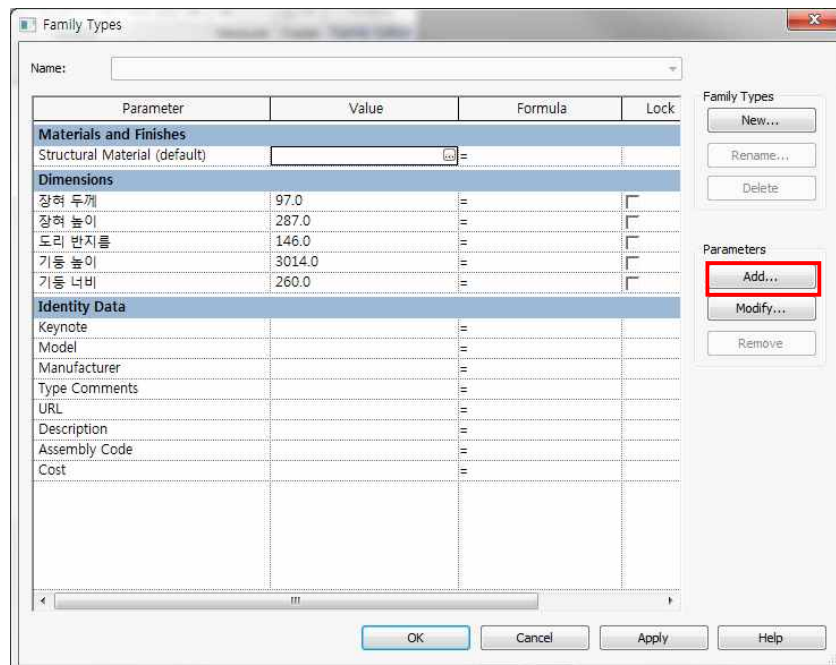 Family Types
Name:
Parameter Value Formula Lock
Materials and Finishes
Structural Material (default) =
Dimensions
장혀 두께 97.0 =
장혀 높이 287.0 =
도리 반지름 146.0 =
기둥 높이 3014.0 =
기둥 너비 260.0 =
Identity Data
Keynote =
Model =
Manufacturer =
Type Comments =
URL =
Description =
Assembly Code =
Cost =
Family Types
New...
Rename...
Delete
Parameters
Add...
Modify...
Remove
OK Cancel Apply Help